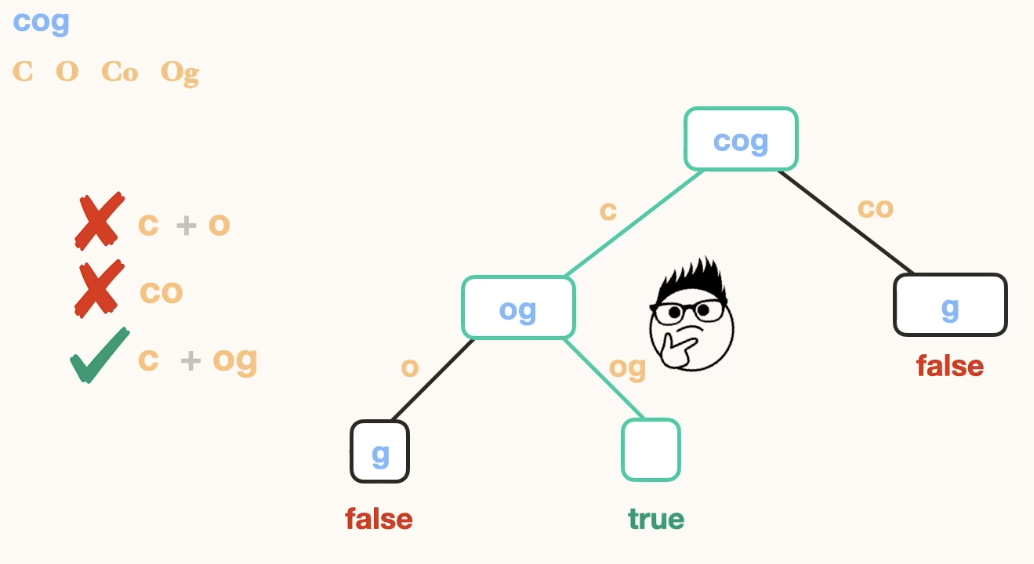 cog
C O Co Og
cog
c
co
c + o
co
og
g
c + og
o
og
false
g
false
true